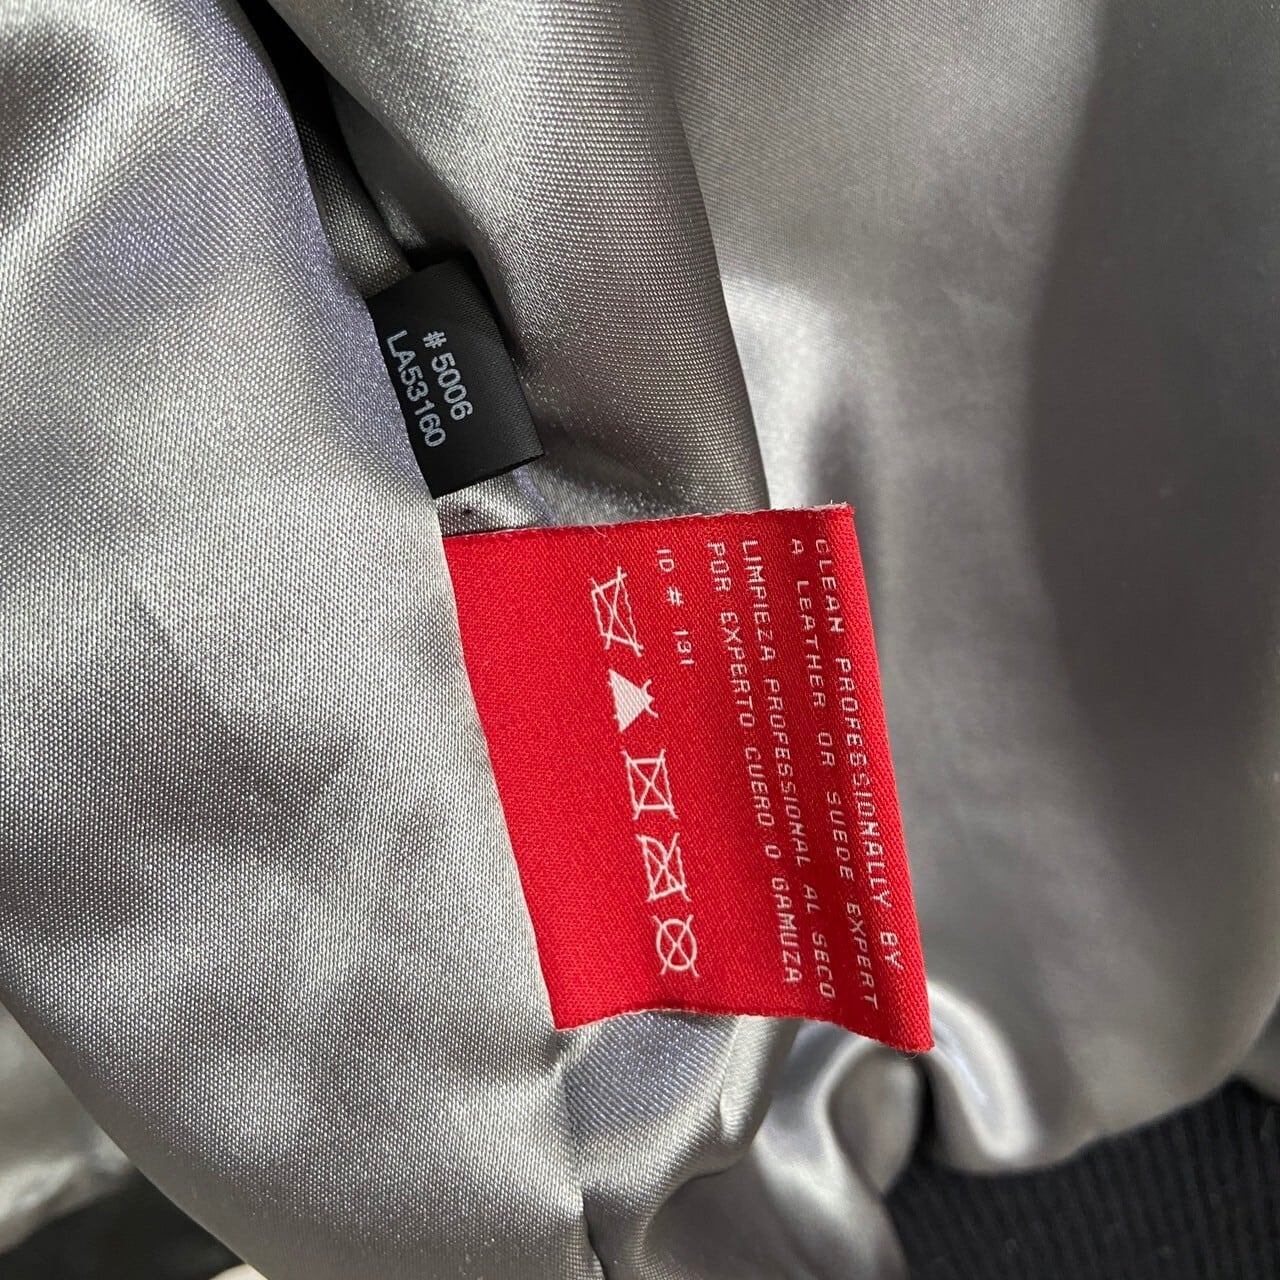 #5006
LA53160
CLEAN PROFESSIONALLY BY
A LEATHER OR SUEDE EXPERT
LIMPIEZA PROFESSIONAL AL SECO
POR EXPERTO CUERO O GAMUZA
ID # 131